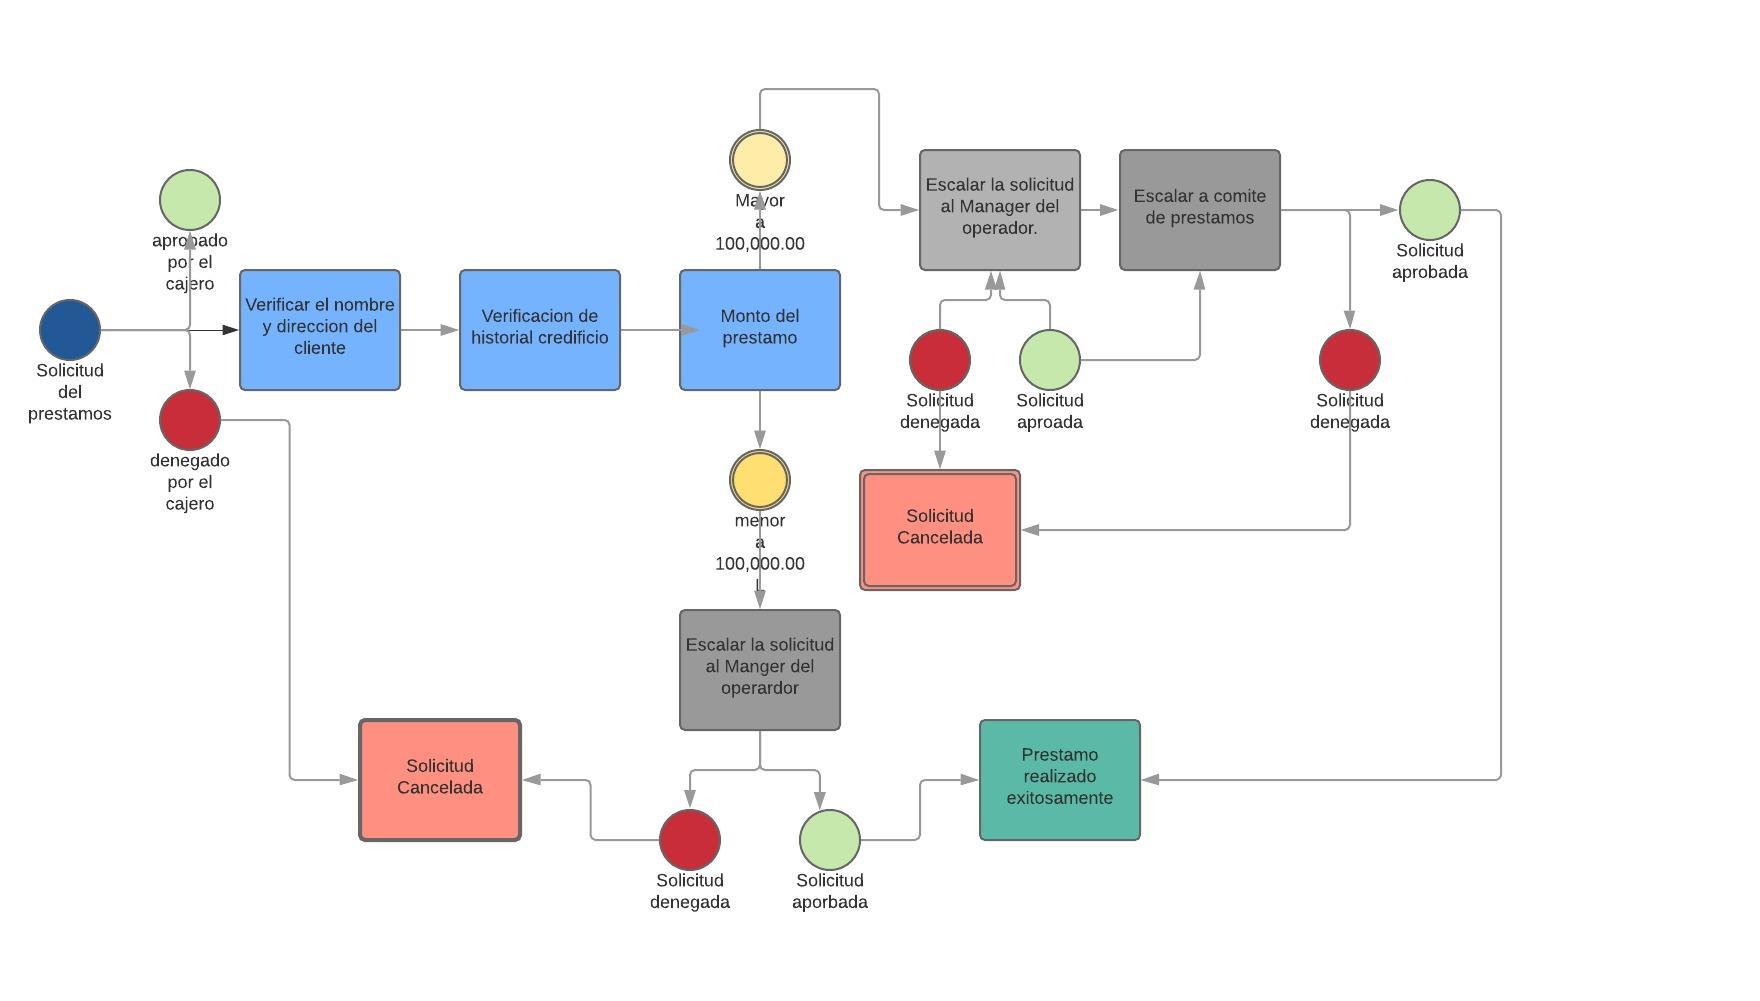 Mayor
a
100,000.00
Escalar la solicitud
al Manager del
operador.
Escalar a comite
de prestamos
Solicitud
aprobada
aprobado
por el
cajero
Verificar el nombre
y direccion del
cliente
Verificacion de
historial credificio
Monto del
prestamo
Solicitud
del
prestamos
denegado
por el
cajero
Solicitud
denegada
Solicitud
aproada
Solicitud
denegada
menor
a
100,000.00
L
Solicitud
Cancelada
Escalar la solicitud
al Manger del
operardor
Solicitud
Cancelada
Prestamo
realizado
exitosamente
Solicitud
denegada
Solicitud
aporbada